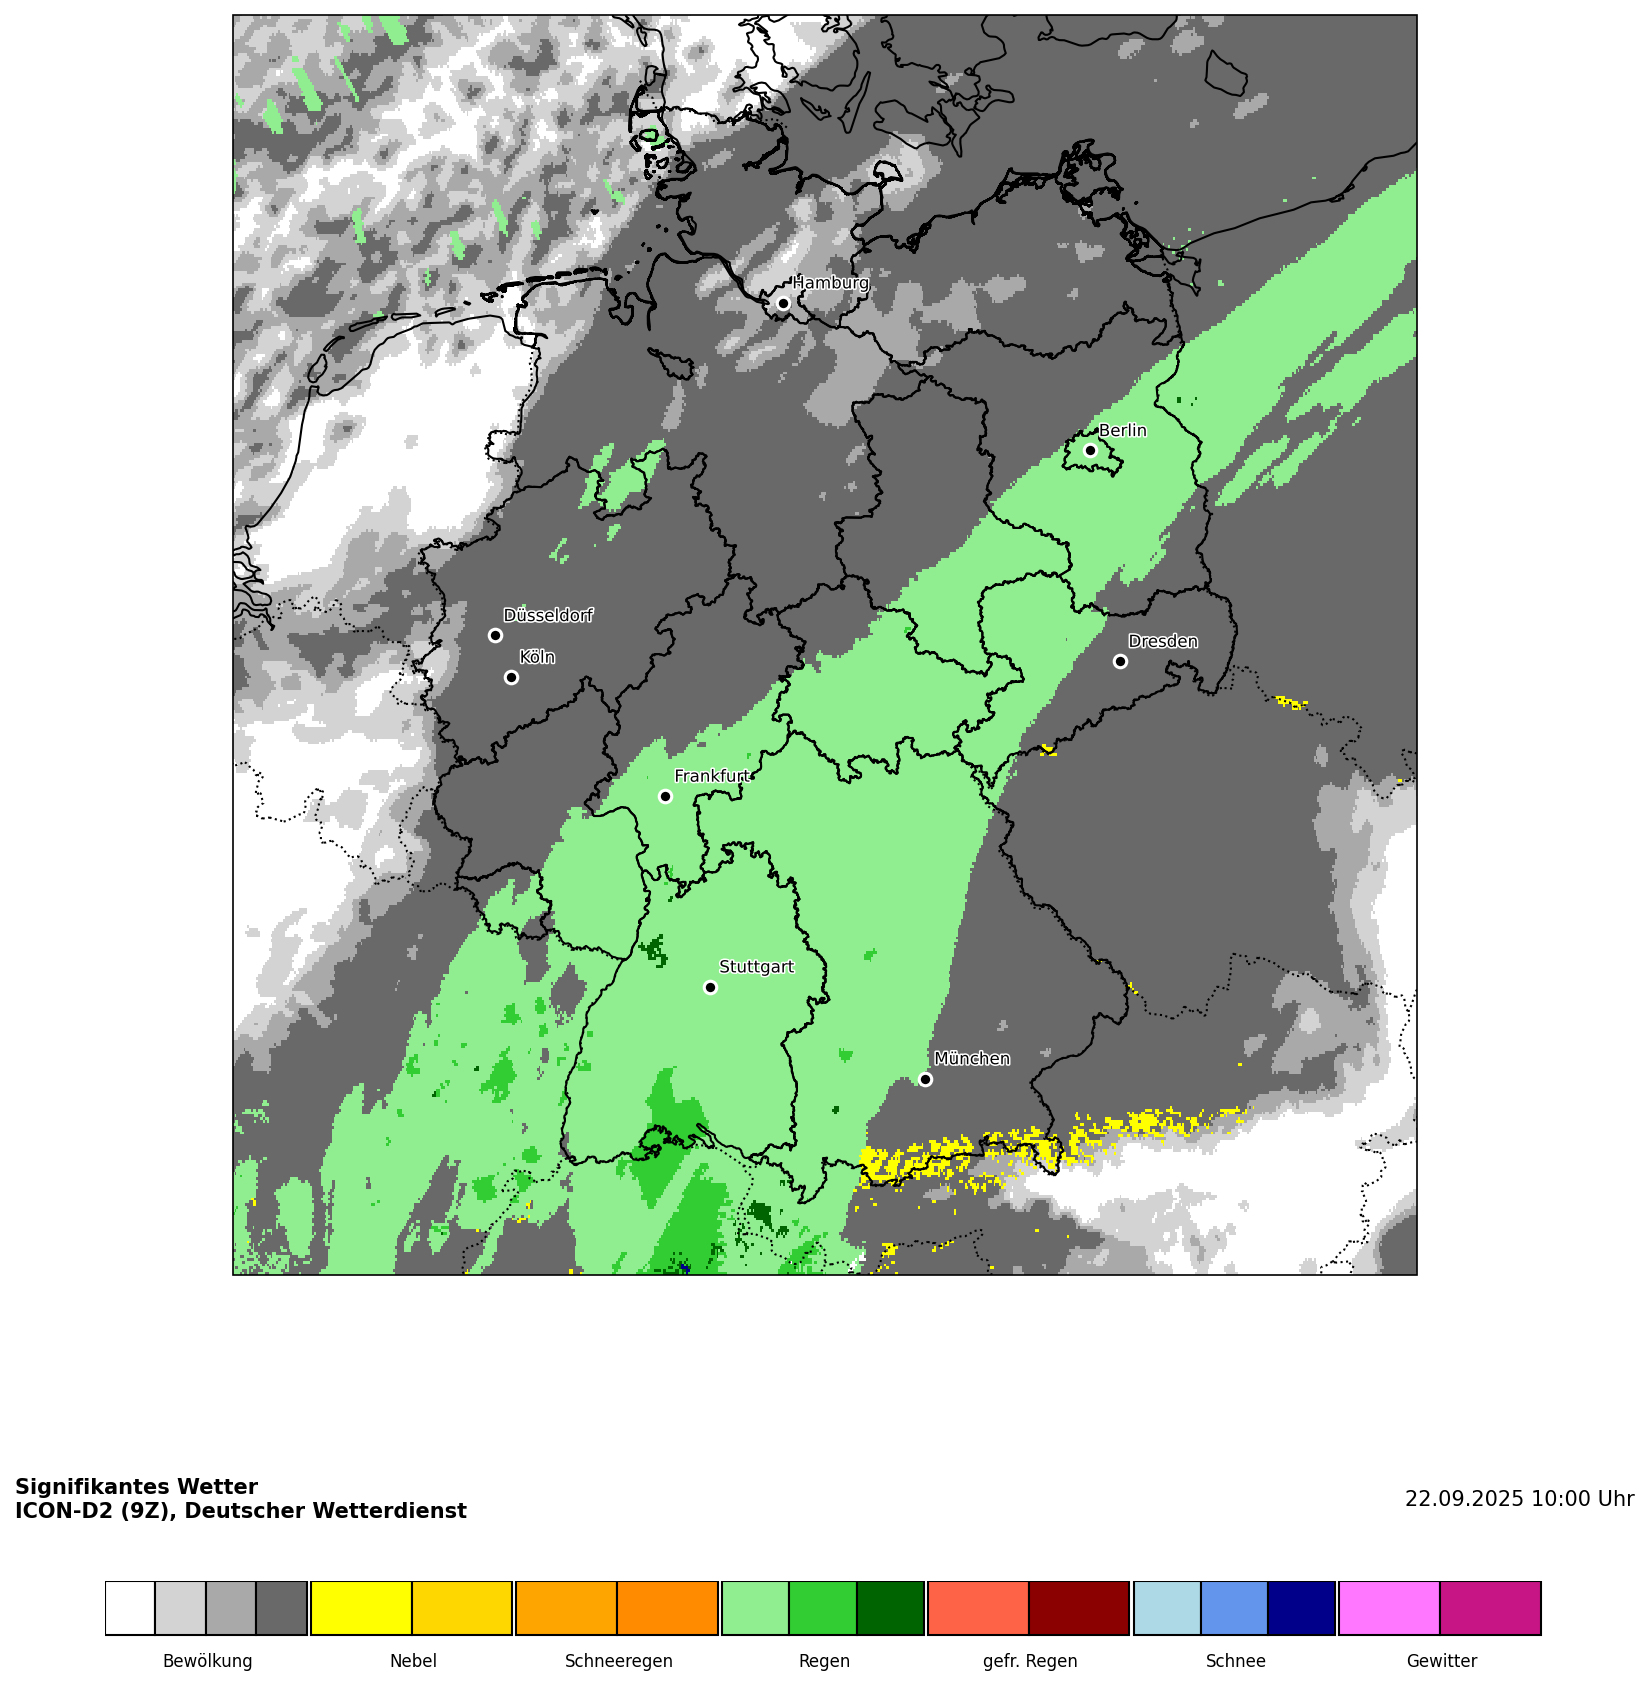 Hamburg
Berlin
Düsseldorf
Köln
Dresden
Frankfurt
Stuttgart
München
Signifikantes Wetter
ICON-D2 (9Z), Deutscher Wetterdienst
22.09.2025 10:00 Uhr
Bewölkung
Nebel
Schneeregen
Regen
gefr. Regen
Schnee
Gewitter